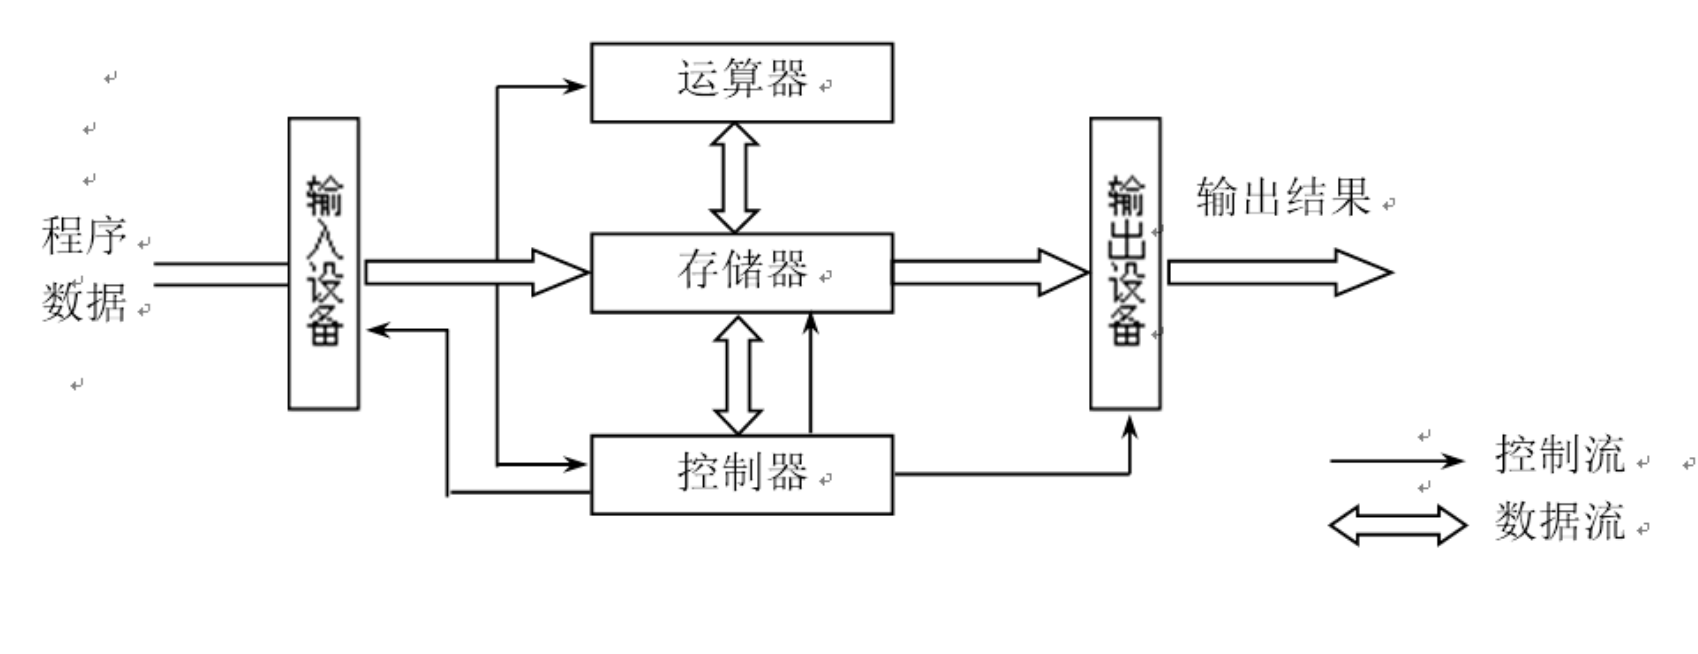 运算器
输入设备
程序
数据
存储器
输出设备
输出结果
控制器
控制流
数据流